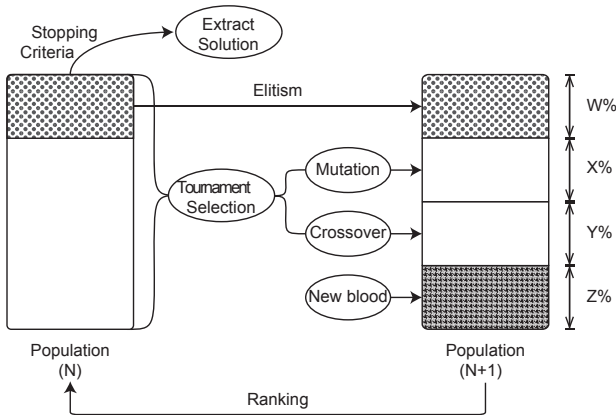 Stopping
Criteria
Extract
Solution
Elitism
W%
Tournament
Selection
Mutation
X%
Crossover
Y%
New blood
Z%
Population
(N)
Population
(N+1)
Ranking